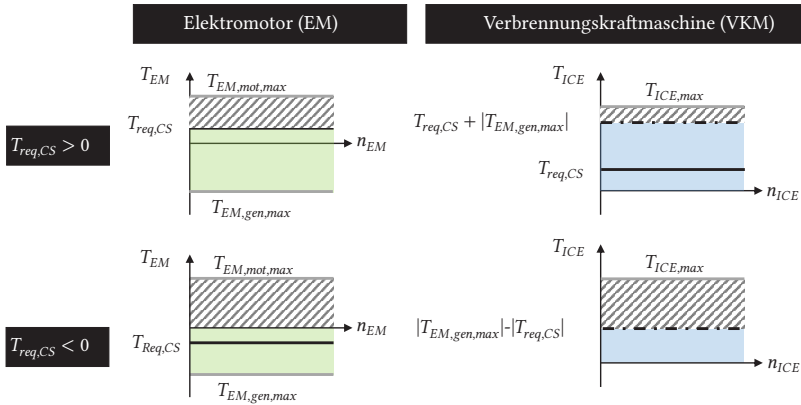 Elektromotor (EM)
Verbrennungskraftmaschine (VKM)
T_EM
T_EM,mot,max
T_req,CS
n_EM
T_EM,gen,max
T_ICE
T_ICE,max
T_req,CS + |T_EM,gen,max|
T_req,CS
n_ICE
T_req,CS > 0
T_EM
T_EM,mot,max
n_EM
T_Req,CS
T_EM,gen,max
T_ICE
T_ICE,max
|T_EM,gen,max|-|T_req,CS|
n_ICE
T_req,CS < 0